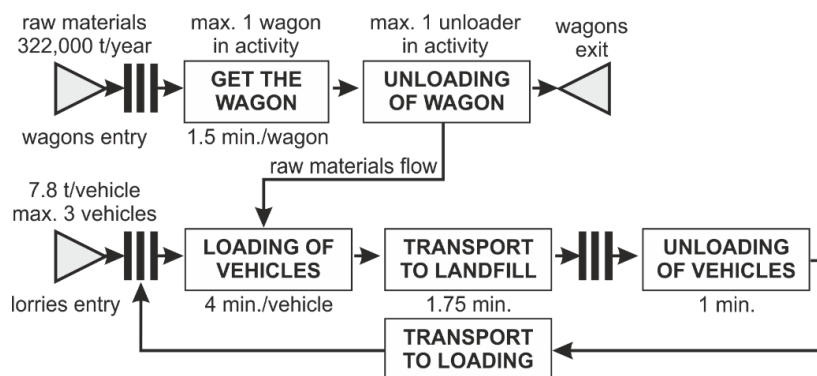 raw materials
322,000 t/year
max. 1 wagon
in activity
max. 1 unloader
in activity
wagons
exit
GET THE
WAGON
UNLOADING
OF WAGON
wagons entry
1.5 min./wagon
raw materials flow
7.8 t/vehicle
max. 3 vehicles
LOADING OF
VEHICLES
TRANSPORT
TO LANDFILL
UNLOADING
OF VEHICLES
lorries entry
4 min./vehicle
1.75 min.
1 min.
TRANSPORT
TO LOADING